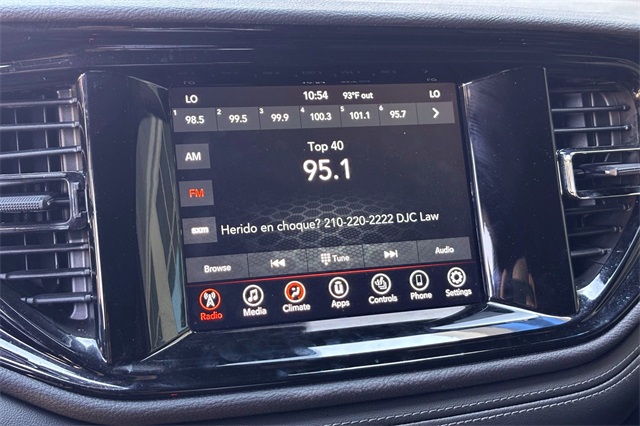 LO 10:54 93°F out LO
1 98.5 2 99.5 3 99.9 4 100.3 5 101.1 6 95.7
AM
Top 40
95.1
FM
sxm
Herido en choque? 210-220-2222 DJC Law
Browse Tune Audio
Radio Media Climate Apps Controls Phone Settings